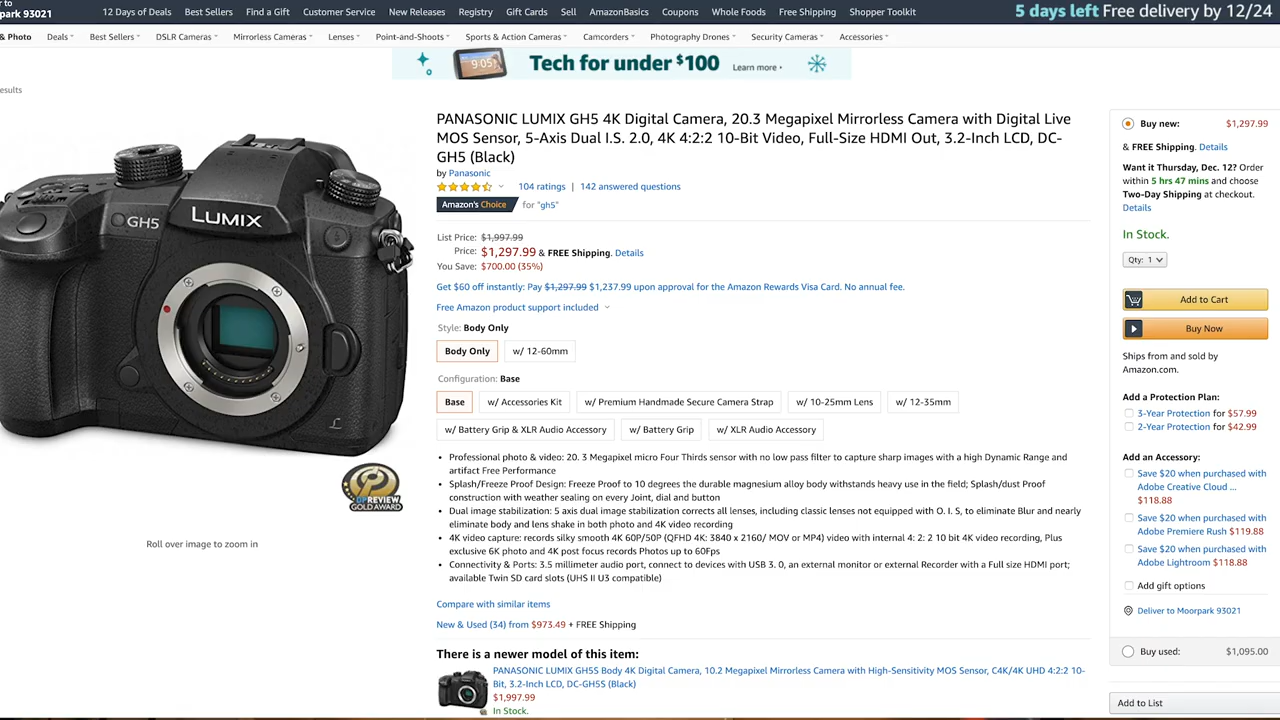 r to
park 93021
12 Days of Deals Best Sellers Find a Gift Customer Service New Releases Registry Gift Cards Sell AmazonBasics Coupons Whole Foods Free Shipping Shopper Toolkit
5 days left Free delivery by 12/24
& Photo Deals Best Sellers DSLR Cameras Mirrorless Cameras Lenses Point-and-Shoots Sports & Action Cameras Camcorders Photography Drones Security Cameras Accessories
9:05
Tech for under $100 Learn more
esults
PANASONIC LUMIX GH5 4K Digital Camera, 20.3 Megapixel Mirrorless Camera with Digital Live
MOS Sensor, 5-Axis Dual I.S. 2.0, 4K 4:2:2 10-Bit Video, Full-Size HDMI Out, 3.2-Inch LCD, DC-
GH5 (Black)
by Panasonic
104 ratings | 142 answered questions
Amazon's Choice for "gh5"
List Price: $1,997.99
Price: $1,297.99 & FREE Shipping. Details
You Save: $700.00 (35%)
Get $60 off instantly: Pay $1,297.99 $1,237.99 upon approval for the Amazon Rewards Visa Card. No annual fee.
Free Amazon product support included
Style: Body Only
Body Only w/ 12-60mm
Configuration: Base
Base w/ Accessories Kit w/ Premium Handmade Secure Camera Strap w/ 10-25mm Lens w/ 12-35mm
w/ Battery Grip & XLR Audio Accessory w/ Battery Grip w/ XLR Audio Accessory
• Professional photo & video: 20. 3 Megapixel micro Four Thirds sensor with no low pass filter to capture sharp images with a high Dynamic Range and
artifact Free Performance
• Splash/Freeze Proof Design: Freeze Proof to 10 degrees the durable magnesium alloy body withstands heavy use in the field; Splash/dust Proof
construction with weather sealing on every Joint, dial and button
• Dual image stabilization: 5 axis dual image stabilization corrects all lenses, including classic lenses not equipped with O. I. S, to eliminate Blur and nearly
eliminate body and lens shake in both photo and 4K video recording
• 4K video capture: records silky smooth 4K 60P/50P (QFHD 4K: 3840 x 2160/ MOV or MP4) video with internal 4: 2: 2 10 bit 4K video recording, Plus
exclusive 6K photo and 4K post focus records Photos up to 60Fps
• Connectivity & Ports: 3.5 millimeter audio port, connect to devices with USB 3. 0, an external monitor or external Recorder with a Full size HDMI port;
available Twin SD card slots (UHS II U3 compatible)
Compare with similar items
New & Used (34) from $973.49 + FREE Shipping
There is a newer model of this item:
PANASONIC LUMIX GH5S Body 4K Digital Camera, 10.2 Megapixel Mirrorless Camera with High-Sensitivity MOS Sensor, C4K/4K UHD 4:2:2 10-
Bit, 3.2-Inch LCD, DC-GH5S (Black)
$1,997.99
In Stock.
GH5 LUMIX
L
DPREVIEW
GOLD AWARD
Roll over image to zoom in
Buy new: $1,297.99
& FREE Shipping. Details
Want it Thursday, Dec. 12? Order
within 5 hrs 47 mins and choose
Two-Day Shipping at checkout.
Details
In Stock.
Qty: 1
Add to Cart
Buy Now
Ships from and sold by
Amazon.com.
Add a Protection Plan:
3-Year Protection for $57.99
2-Year Protection for $42.99
Add an Accessory:
Save $20 when purchased with
Adobe Creative Cloud ...
$118.88
Save $20 when purchased with
Adobe Premiere Rush $119.88
Save $20 when purchased with
Adobe Lightroom $118.88
Add gift options
Deliver to Moorpark 93021
Buy used: $1,095.00
Add to List